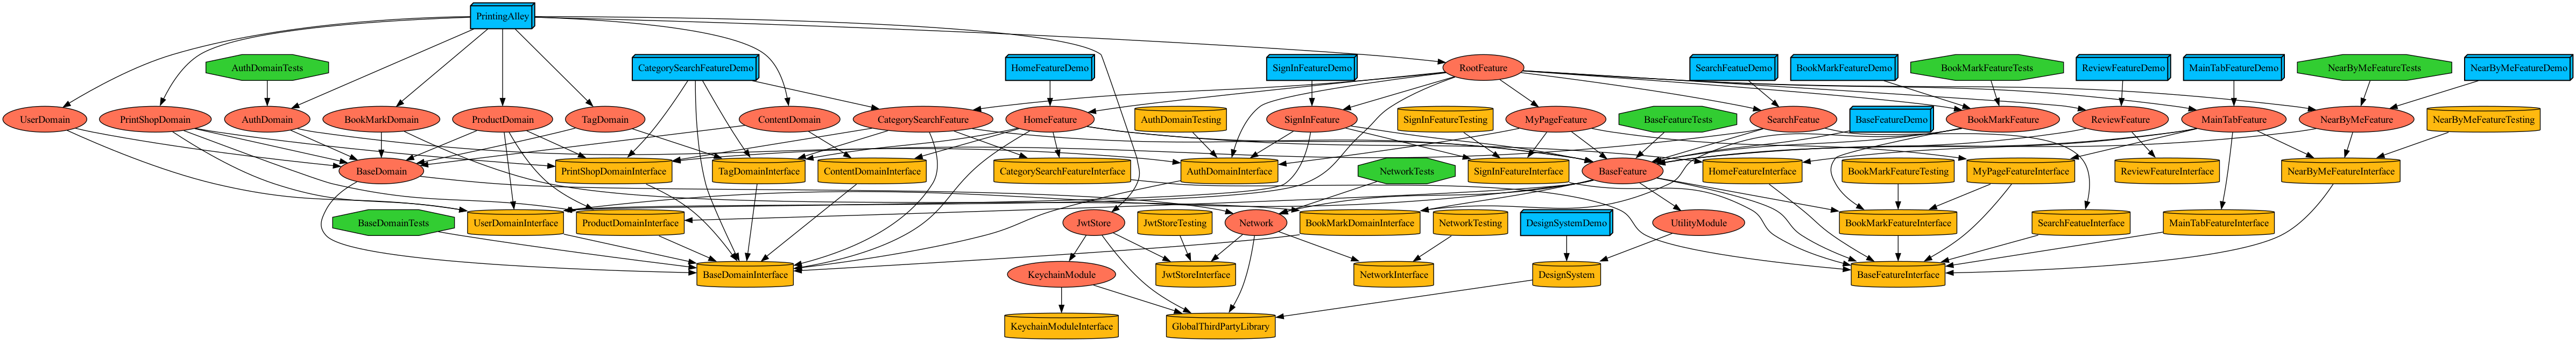 PrintingAlley
AuthDomainTests
CategorySearchFeatureDemo
HomeFeatureDemo
SignInFeatureDemo
RootFeature
SearchFeatueDemo
BookMarkFeatureDemo
BookMarkFeatureTests
ReviewFeatureDemo
MainTabFeatureDemo
NearByMeFeatureTests
NearByMeFeatureDemo
UserDomain
PrintShopDomain
AuthDomain
BookMarkDomain
ProductDomain
TagDomain
ContentDomain
CategorySearchFeature
HomeFeature
AuthDomainTesting
SignInFeature
SignInFeatureTesting
MyPageFeature
BaseFeatureTests
SearchFeatue
BaseFeatureDemo
BookMarkFeature
ReviewFeature
MainTabFeature
NearByMeFeature
NearByMeFeatureTesting
BaseDomain
PrintShopDomainInterface
TagDomainInterface
ContentDomainInterface
CategorySearchFeatureInterface
AuthDomainInterface
NetworkTests
SignInFeatureInterface
BaseFeature
HomeFeatureInterface
BookMarkFeatureTesting
MyPageFeatureInterface
ReviewFeatureInterface
NearByMeFeatureInterface
BaseDomainTests
UserDomainInterface
ProductDomainInterface
JwtStore
JwtStoreTesting
Network
BookMarkDomainInterface
NetworkTesting
DesignSystemDemo
UtilityModule
BookMarkFeatureInterface
SearchFeatueInterface
MainTabFeatureInterface
BaseDomainInterface
KeychainModule
JwtStoreInterface
NetworkInterface
DesignSystem
BaseFeatureInterface
KeychainModuleInterface
GlobalThirdPartyLibrary